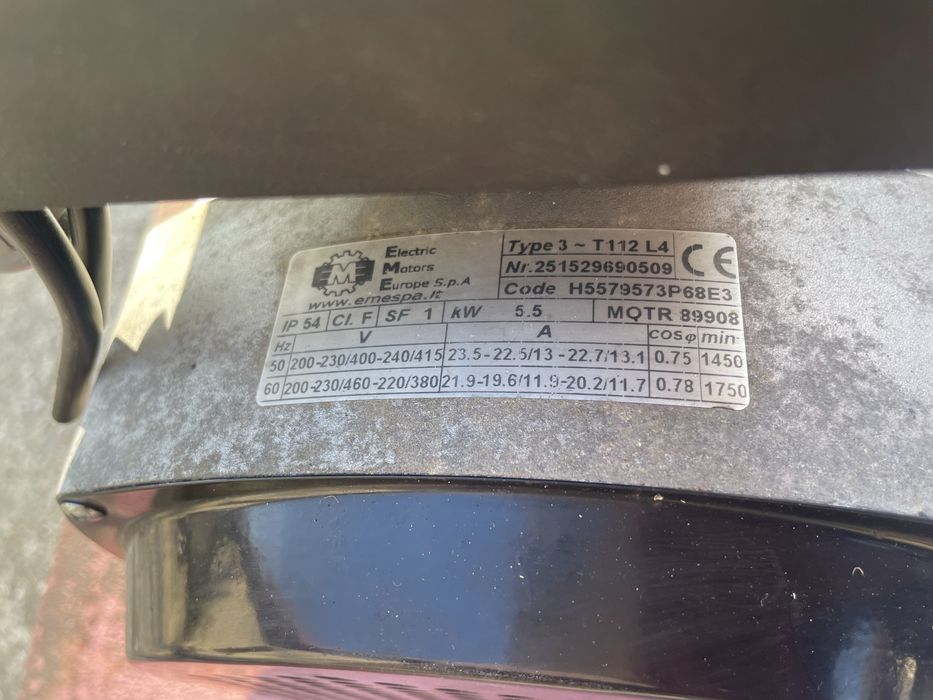 M
Electric
Motors
Europe S.p.A
www.emespa.it
Type 3 ~ T112 L4
Nr. 251529690509
Code H5579573P68E3
CE
IP 54 Cl. F SF 1 kW 5.5 MQTR 89908
Hz V A cosφ min-
50 200-230/400-240/415 23.5-22.5/13-22.7/13.1 0.75 1450
60 200-230/460-220/380 21.9-19.6/11.9-20.2/11.7 0.78 1750